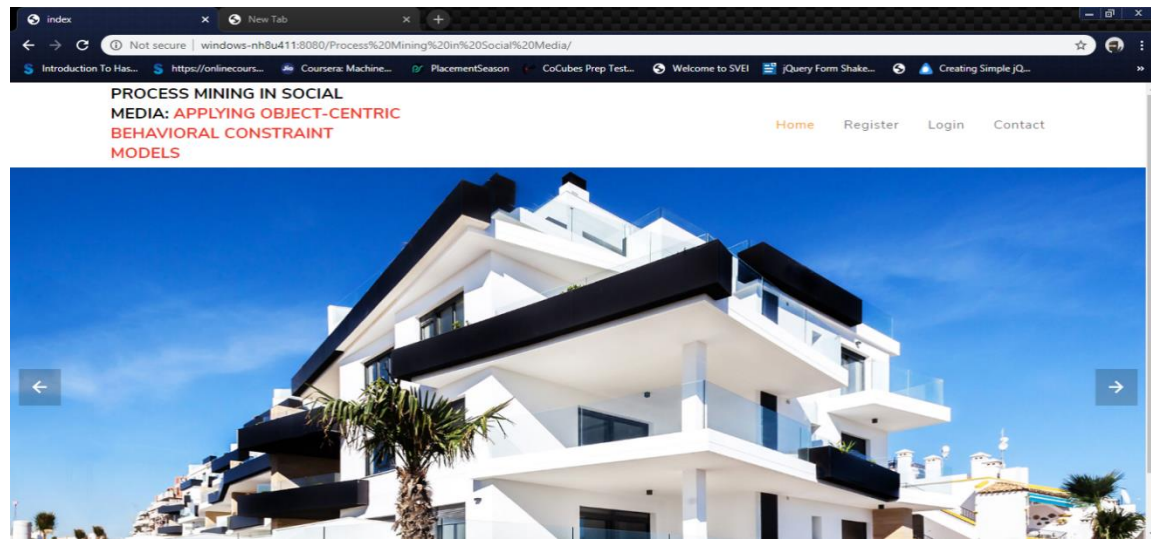 index
New Tab
Not secure | windows-nh8u411:8080/Process%20Mining%20in%20Social%20Media/
Introduction To Has...
https://onlinecours...
Coursera: Machine...
PlacementSeason
CoCubes Prep Test...
Welcome to SVEI
jQuery Form Shake...
Creating Simple jQ...
»
PROCESS MINING IN SOCIAL
MEDIA: APPLYING OBJECT-CENTRIC
BEHAVIORAL CONSTRAINT
MODELS
Home Register Login Contact